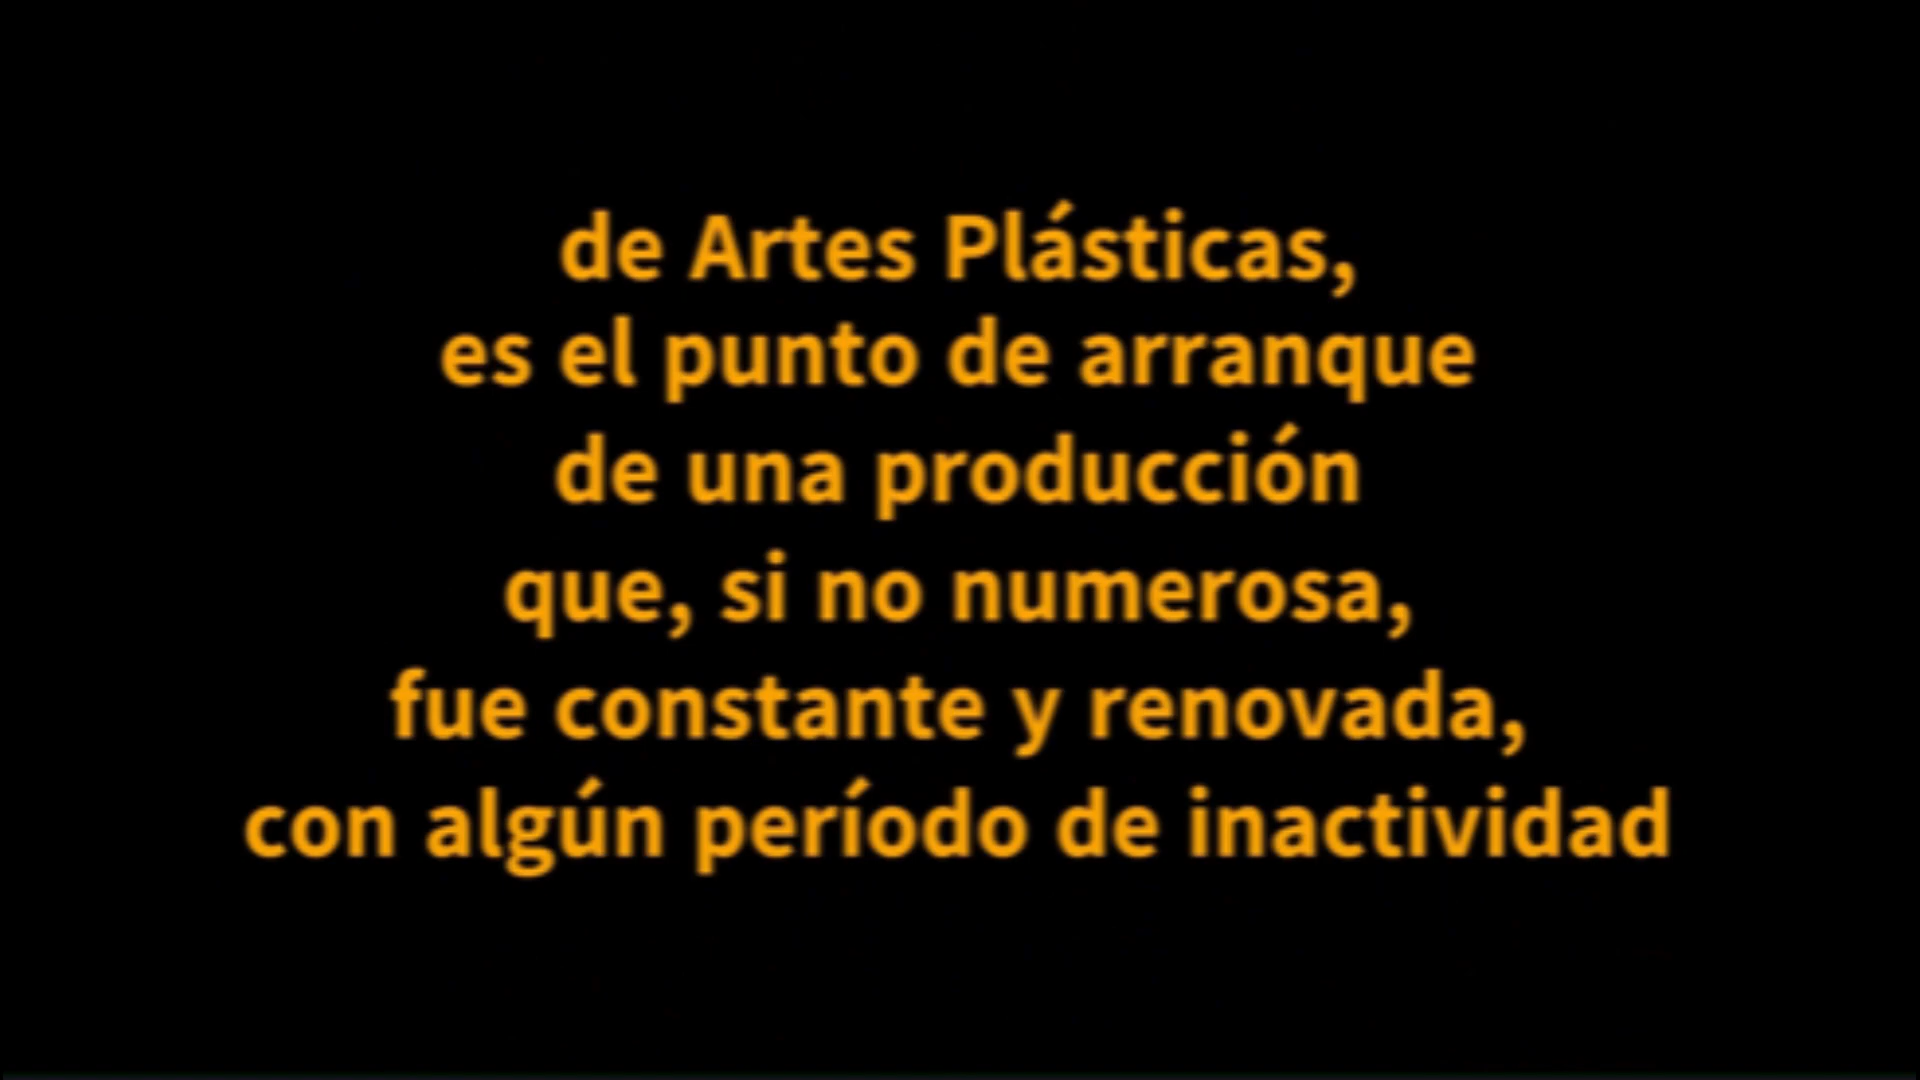 de Artes Plásticas,
es el punto de arranque
de una producción
que, si no numerosa,
fue constante y renovada,
con algún período de inactividad